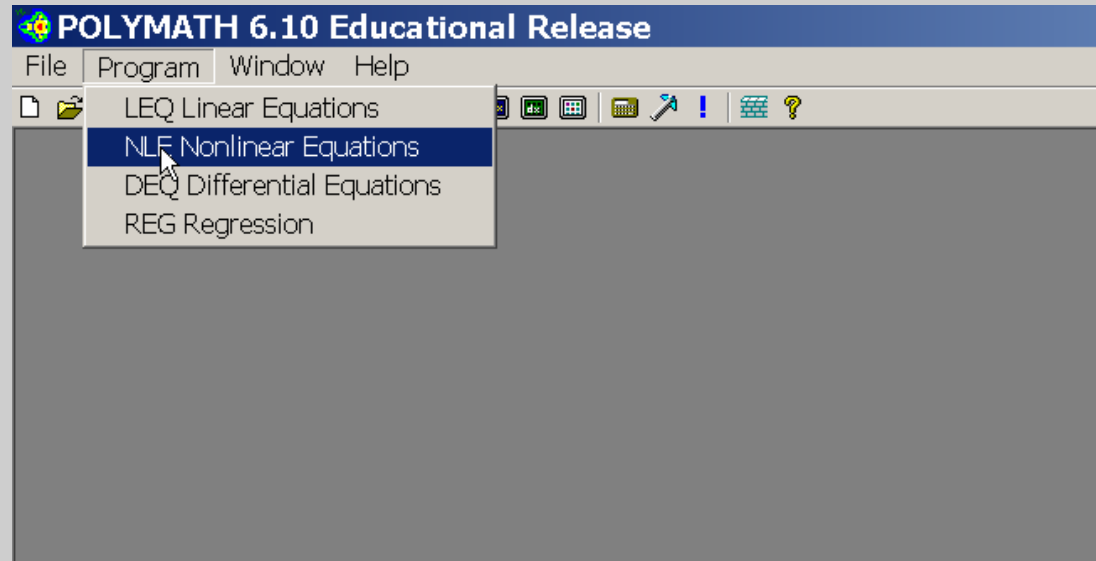 POLYMATH 6.10 Educational Release
File Program Window Help
LEQ Linear Equations
NLE Nonlinear Equations
DEQ Differential Equations
REG Regression